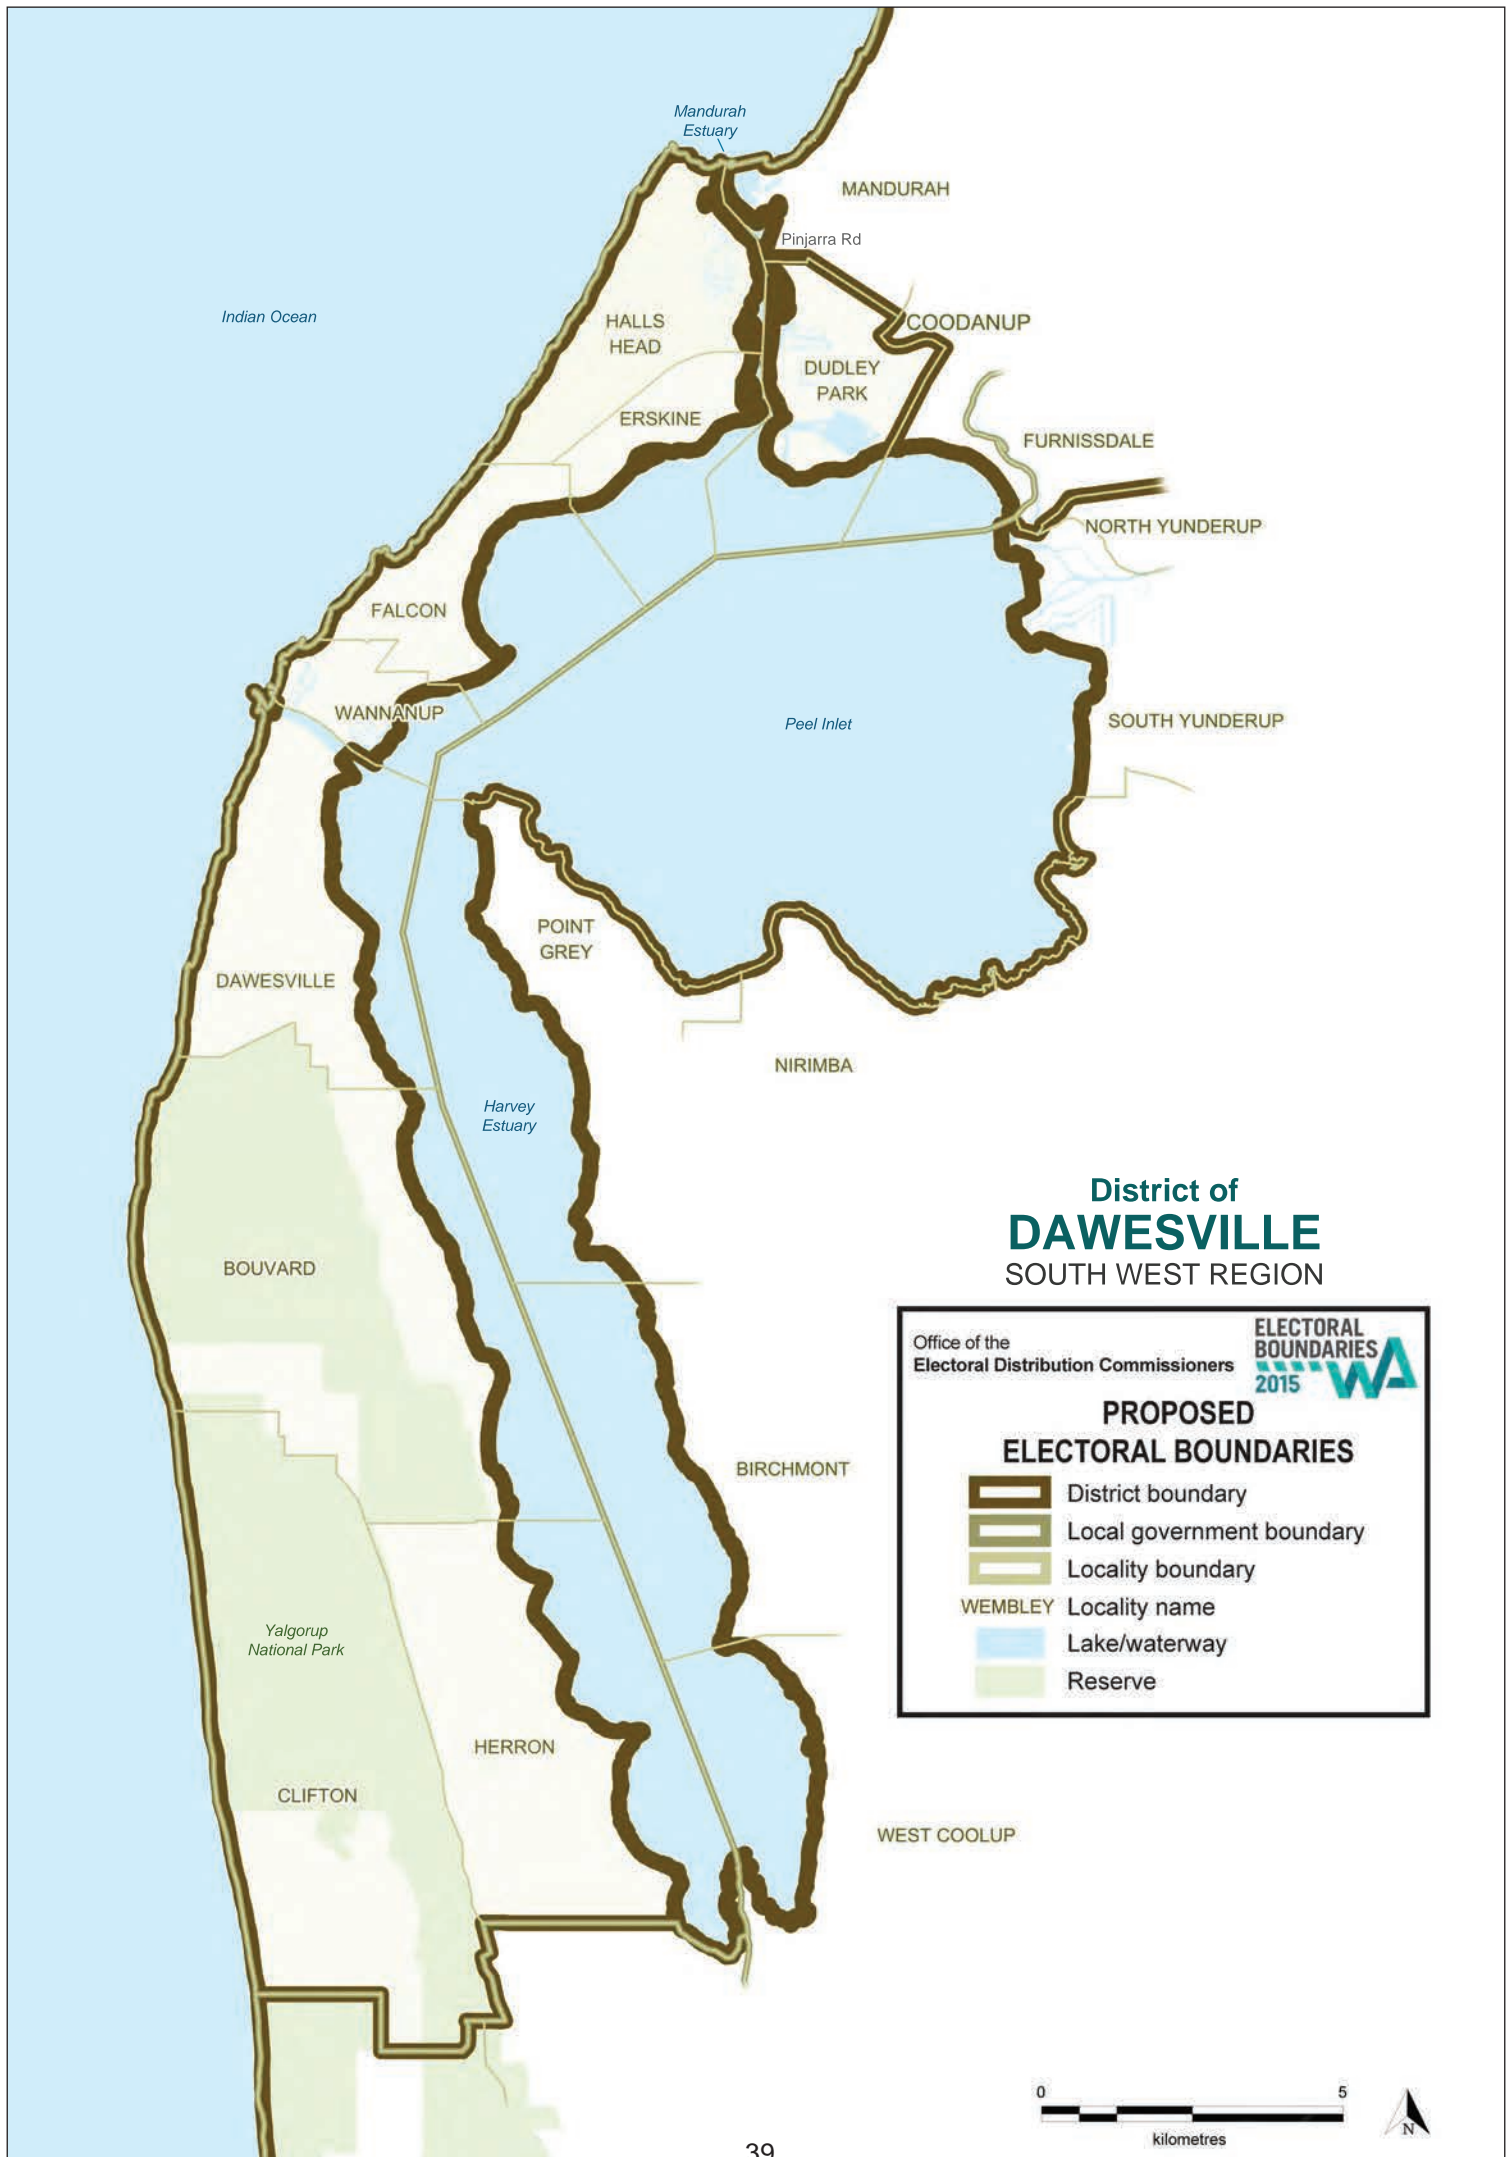 Mandurah
Estuary
MANDURAH
Pinjarra Rd
Indian Ocean
HALLS
HEAD
COODANUP
DUDLEY
PARK
ERSKINE
FURNISSDALE
NORTH YUNDERUP
FALCON
WANNANUP
Peel Inlet
SOUTH YUNDERUP
POINT
GREY
DAWESVILLE
NIRIMBA
Harvey
Estuary
District of
DAWESVILLE
SOUTH WEST REGION
BOUVARD
Office of the
Electoral Distribution Commissioners
ELECTORAL
BOUNDARIES
2015
WA
PROPOSED
ELECTORAL BOUNDARIES
District boundary
Local government boundary
Locality boundary
WEMBLEY Locality name
Lake/waterway
Reserve
BIRCHMONT
Yalgorup
National Park
HERRON
CLIFTON
WEST COOLUP
0 5
kilometres
N
39